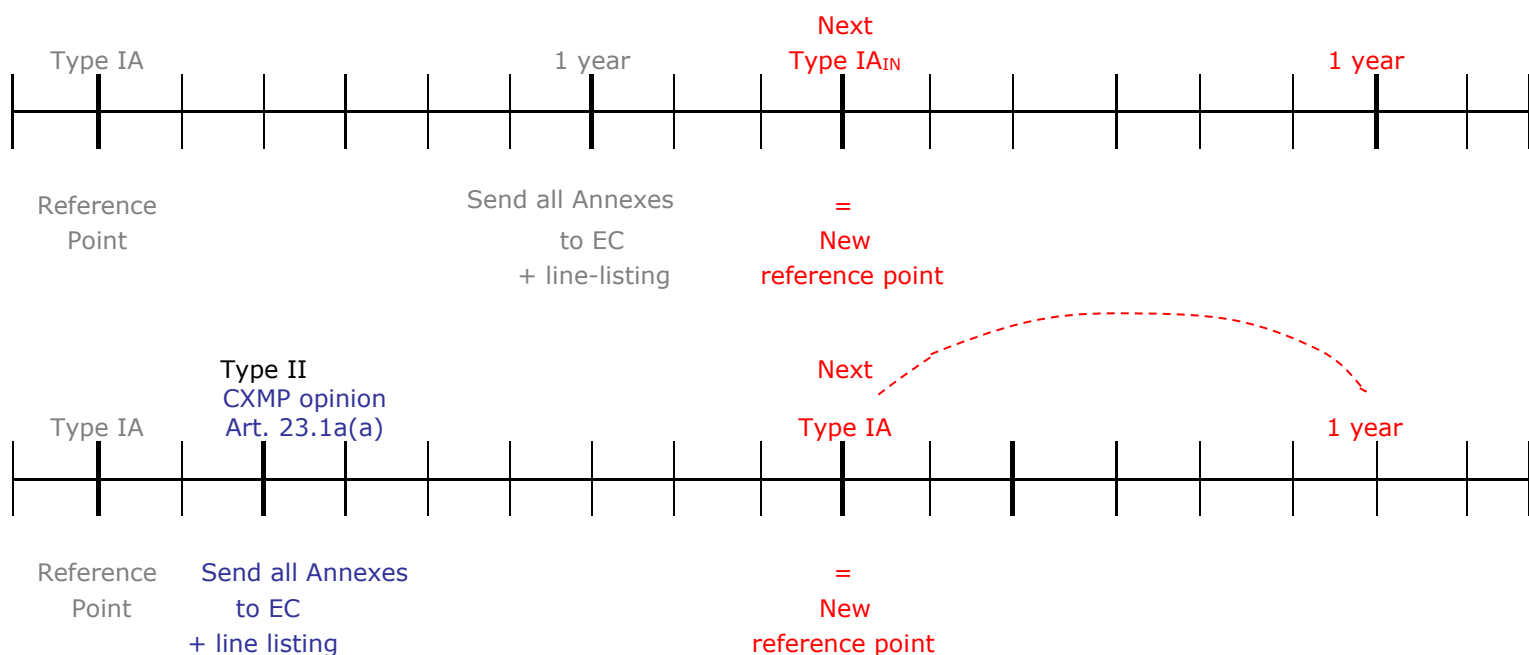 Next
Type IA 1 year Type IAIN 1 year
Reference Send all Annexes =
Point to EC New
+ line-listing reference point
Type II Next
CXMP opinion
Type IA Art. 23.1a(a) Type IA 1 year
Reference Send all Annexes =
Point to EC New
+ line listing reference point